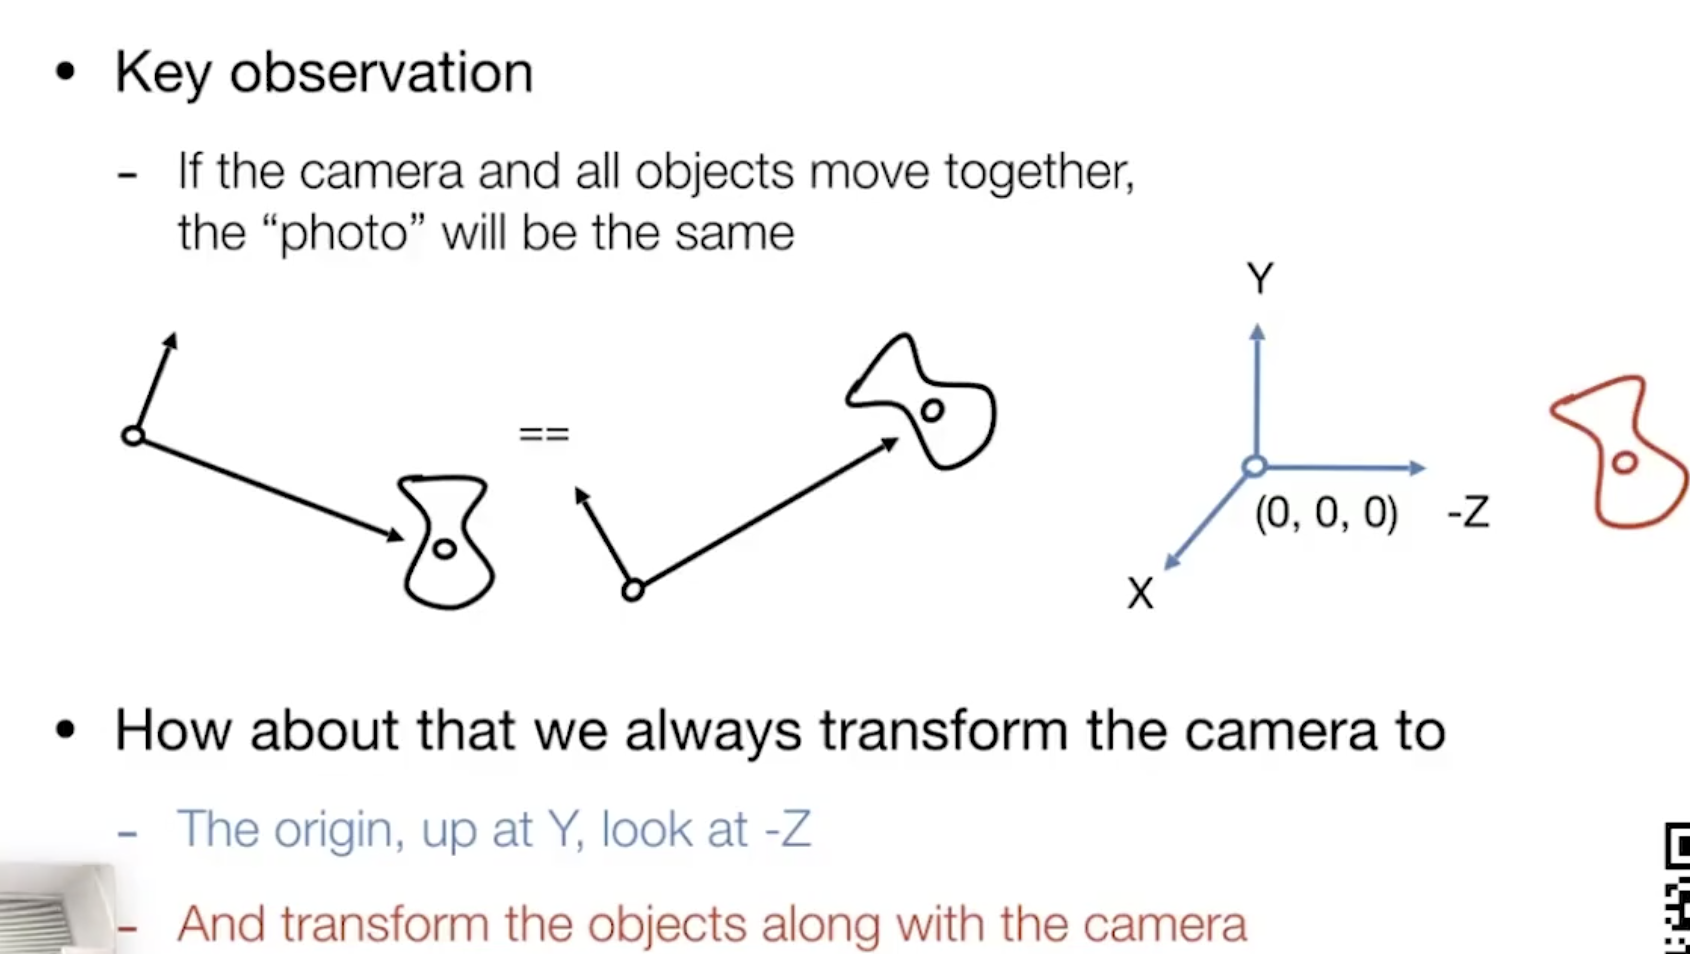 • Key observation
- If the camera and all objects move together,
the “photo” will be the same
==
Y
(0, 0, 0) -Z
X
• How about that we always transform the camera to
- The origin, up at Y, look at -Z
- And transform the objects along with the camera